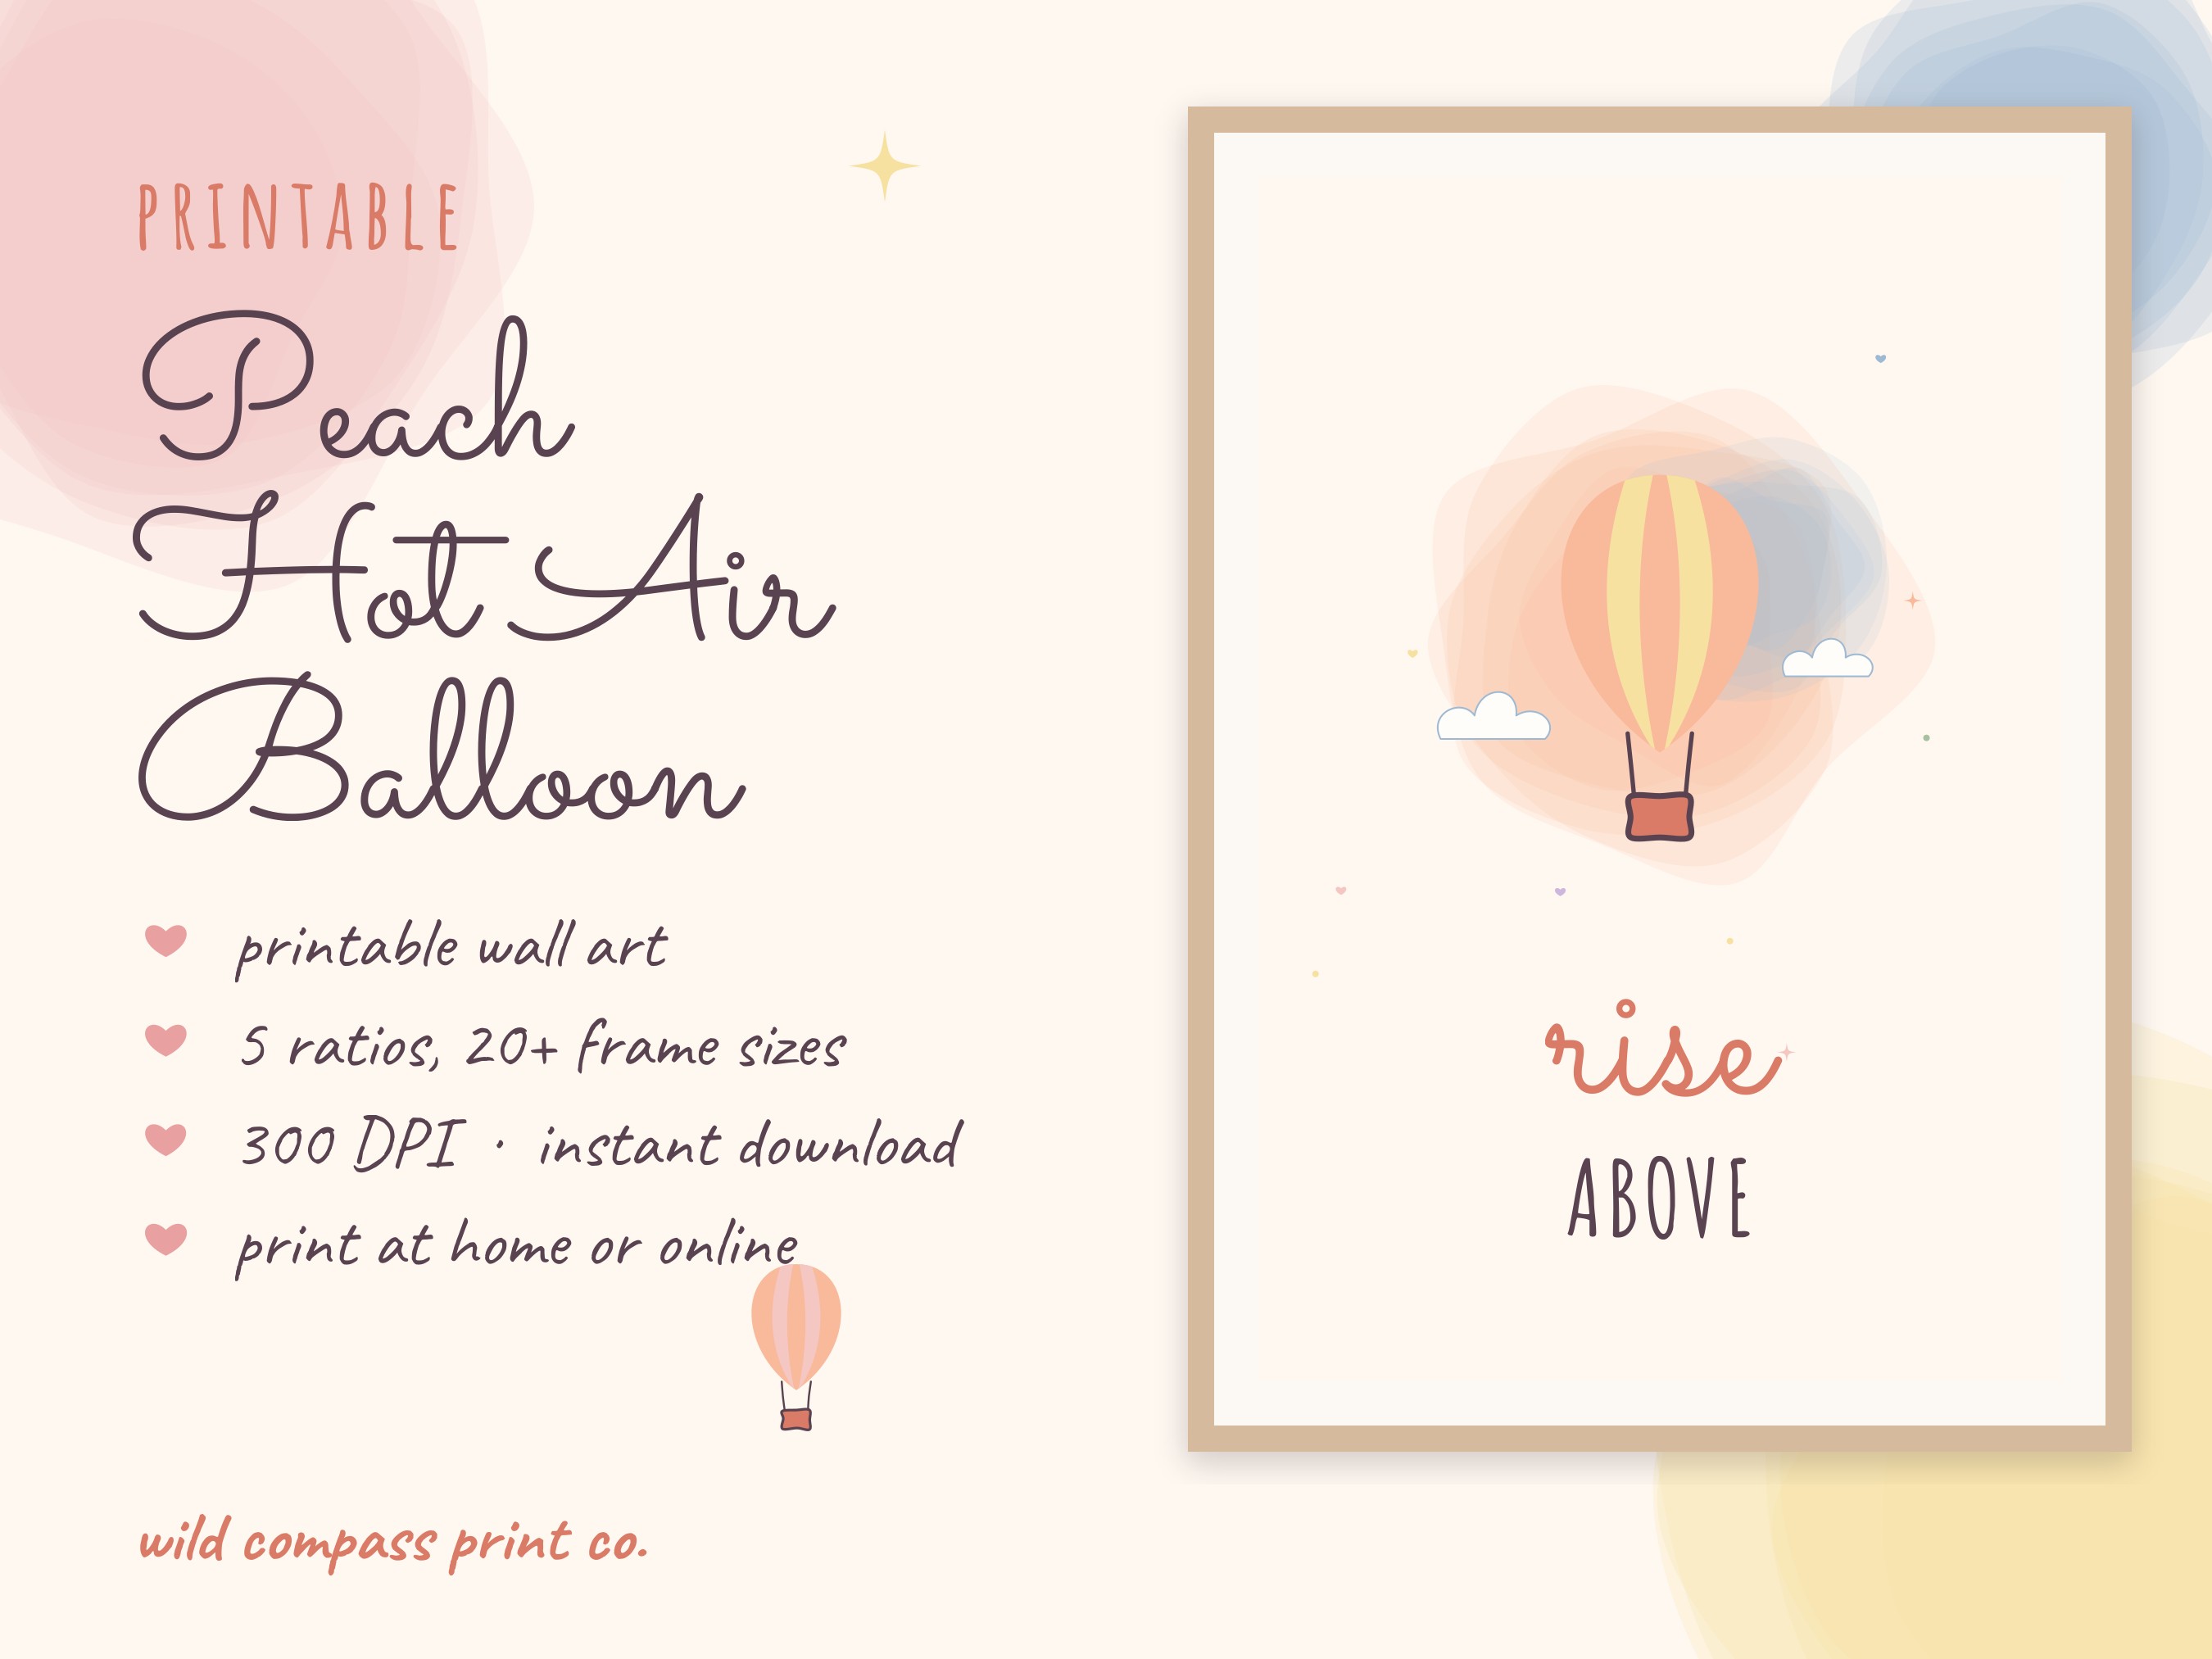 PRINTABLE
Peach
Hot Air
Balloon
printable wall art
5 ratios, 20+ frame sizes
300 DPI · instant download
print at home or online
wild compass print co.
rise
ABOVE